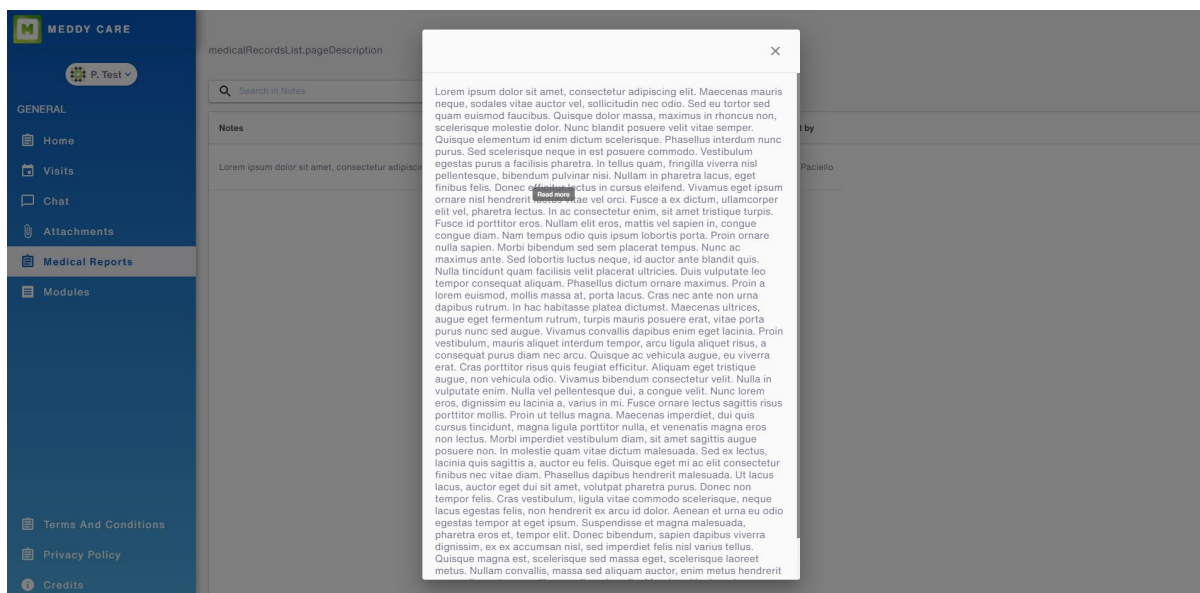 M
MEDDY CARE
P. Test
GENERAL
Home
Visits
Chat
Attachments
Medical Reports
Modules
Terms And Conditions
Privacy Policy
Credits
medicalRecordsList.pageDescription
Search in Notes
Notes
Lorem ipsum dolor sit amet, consectetur
by
Paciello
Lorem ipsum dolor sit amet, consectetur adipiscing elit. Maecenas mauris
neque, sodales vitae auctor vel, sollicitudin nec odio. Sed eu tortor sed
quam euismod faucibus. Quisque dolor massa, maximus in rhoncus non,
scelerisque molestie dolor. Nunc blandit posuere velit vitae semper.
Quisque elementum id enim dictum scelerisque. Phasellus interdum nunc
purus. Sed scelerisque neque in est posuere commodo. Vestibulum
egestas purus a facilisis pharetra. In tellus quam, fringilla viverra nisl
pellentesque, bibendum pulvinar nisi. Nullam in pharetra lacus, eget
finibus felis. Donec lectus in cursus eleifend. Vivamus eget ipsum
Read more
ornare nisl hendrerit vitae vel orci. Fusce a ex dictum, ullamcorper
elit vel, pharetra lectus. In ac consectetur enim, sit amet tristique turpis.
Fusce id porttitor eros. Nullam elit eros, mattis vel sapien in, congue
congue diam. Nam tempus odio quis ipsum lobortis porta. Proin ornare
nulla sapien. Morbi bibendum sed sem placerat tempus. Nunc ac
maximus ante. Sed lobortis luctus neque, id auctor ante blandit quis.
Nulla tincidunt quam facilisis velit placerat ultricies. Duis vulputate leo
tempor consequat aliquam. Phasellus dictum ornare maximus. Proin a
lorem euismod, mollis massa at, porta lacus. Cras nec ante non urna
dapibus rutrum. In hac habitasse platea dictumst. Maecenas ultrices,
augue eget fermentum rutrum, turpis mauris posuere erat, vitae porta
purus nunc sed augue. Vivamus convallis dapibus enim eget lacinia. Proin
vestibulum, mauris aliquet interdum tempor, arcu ligula aliquet risus, a
consequat purus diam nec arcu. Quisque ac vehicula augue, eu viverra
erat. Cras porttitor risus quis feugiat efficitur. Aliquam eget tristique
augue, non vehicula odio. Vivamus bibendum consectetur velit. Nulla in
vulputate enim. Nulla vel pellentesque dui, a congue velit. Nunc lorem
eros, dignissim eu lacinia a, varius in mi. Fusce ornare lectus sagittis risus
porttitor mollis. Proin ut tellus magna. Maecenas imperdiet, dui quis
cursus tincidunt, magna ligula porttitor nulla, et venenatis magna eros
non lectus. Morbi imperdiet vestibulum diam, sit amet sagittis augue
posuere non. In molestie quam vitae dictum malesuada. Sed ex lectus,
lacinia quis sagittis a, auctor eu felis. Quisque eget mi ac elit consectetur
finibus nec vitae diam. Phasellus dapibus hendrerit malesuada. Ut lacus
lacus, auctor eget dui sit amet, volutpat pharetra purus. Donec non
tempor felis. Cras vestibulum, ligula vitae commodo scelerisque, neque
lacus egestas felis, non hendrerit ex arcu id dolor. Aenean et urna eu odio
egestas tempor at eget ipsum. Suspendisse et magna malesuada,
pharetra eros et, tempor elit. Donec bibendum, sapien dapibus viverra
dignissim, ex ex accumsan nisl, sed imperdiet felis nisl varius tellus.
Quisque magna est, scelerisque sed massa eget, scelerisque laoreet
metus. Nullam convallis, massa sed aliquam auctor, enim metus hendrerit